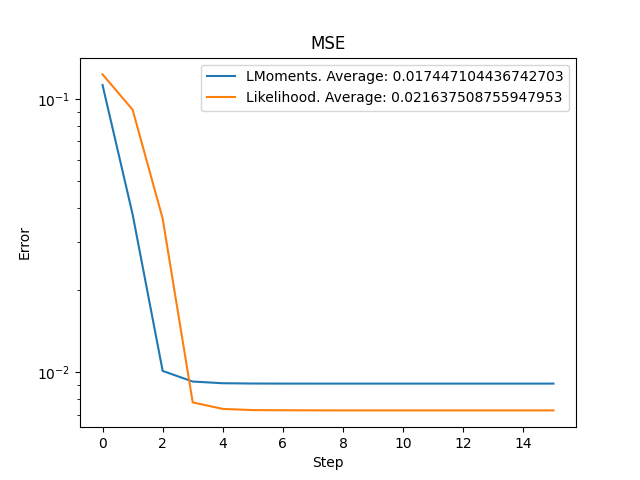 MSE
LMoments. Average: 0.017447104436742703
Likelihood. Average: 0.021637508755947953
10⁻¹
10⁻²
Error
0 2 4 6 8 10 12 14
Step